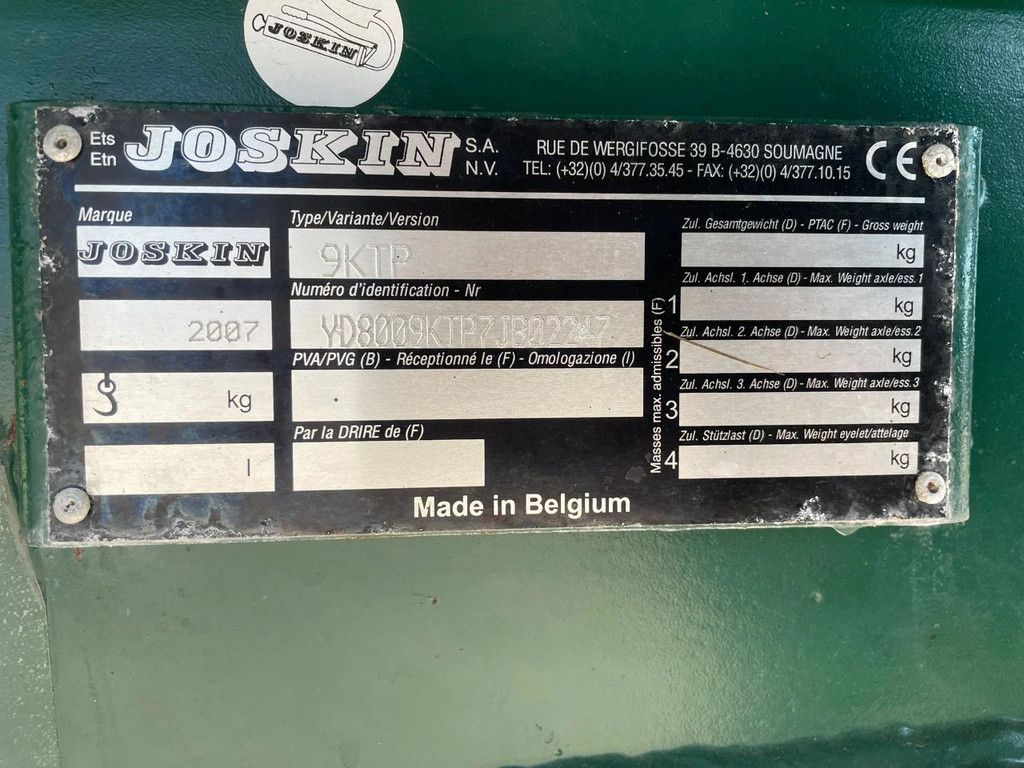 JOSKIN
Ets
Etn
JOSKIN
S.A.
N.V.
RUE DE WERGIFOSSE 39 B-4630 SOUMAGNE
TEL: (+32)(0) 4/377.35.45 - FAX: (+32)(0) 4/377.10.15
CE
Marque
JOSKIN
2007
kg
l
Type/Variante/Version
9KTP
Numéro d'identification - Nr
YD8009KTP7JB02247
PVA/PVG (B) - Réceptionné le (F) - Omologazione (I)
Par la DRIRE de (F)
Masses max. admissibles (F)
Zul. Gesamtgewicht (D) - PTAC (F) - Gross weight
kg
Zul. Achsl. 1. Achse (D) - Max. Weight axle/ess.1
1 kg
Zul. Achsl. 2. Achse (D) - Max. Weight axle/ess.2
2 kg
Zul. Achsl. 3. Achse (D) - Max. Weight axle/ess.3
3 kg
Zul. Stützlast (D) - Max. Weight eyelet/attelage
4 kg
Made in Belgium